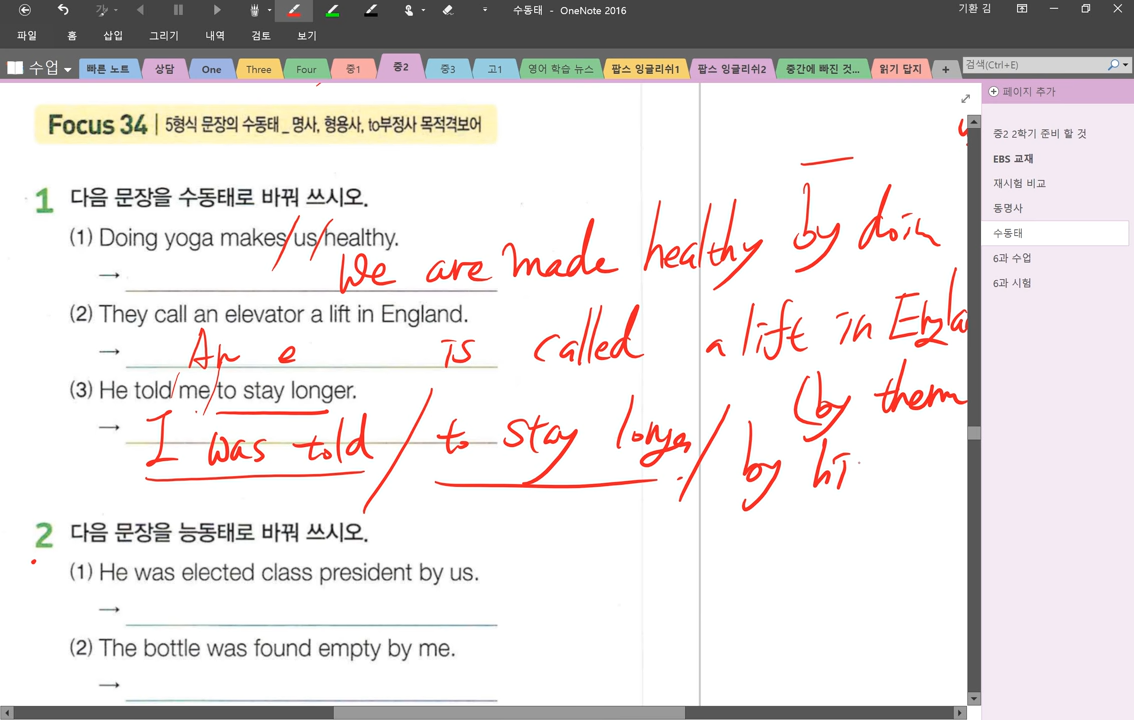 수동태 - OneNote 2016
기환 김
파일 홈 삽입 그리기 내역 검토 보기
수업 빠른 노트 상담 One Three Four 중1 중2 중3 고1 영어 학습 뉴스 팝스 잉글리쉬1 팝스 잉글리쉬2 중간에 빠진 것... 읽기 답지 + 검색(Ctrl+E)
페이지 추가
중2 2학기 준비 할 것
EBS 교재
재시험 비교
동명사
수동태
6과 수업
6과 시험
Focus 34 | 5형식 문장의 수동태 _ 명사, 형용사, to부정사 목적격보어
1 다음 문장을 수동태로 바꿔 쓰시오.
(1) Doing yoga makes/us/healthy.
→ We are made healthy by doin
(2) They call an elevator a lift in England.
→ An e is called a lift in Engla
(by them
(3) He told/me/to stay longer.
→ I was told / to stay longer / by hi
2 다음 문장을 능동태로 바꿔 쓰시오.
(1) He was elected class president by us.
→
(2) The bottle was found empty by me.
→